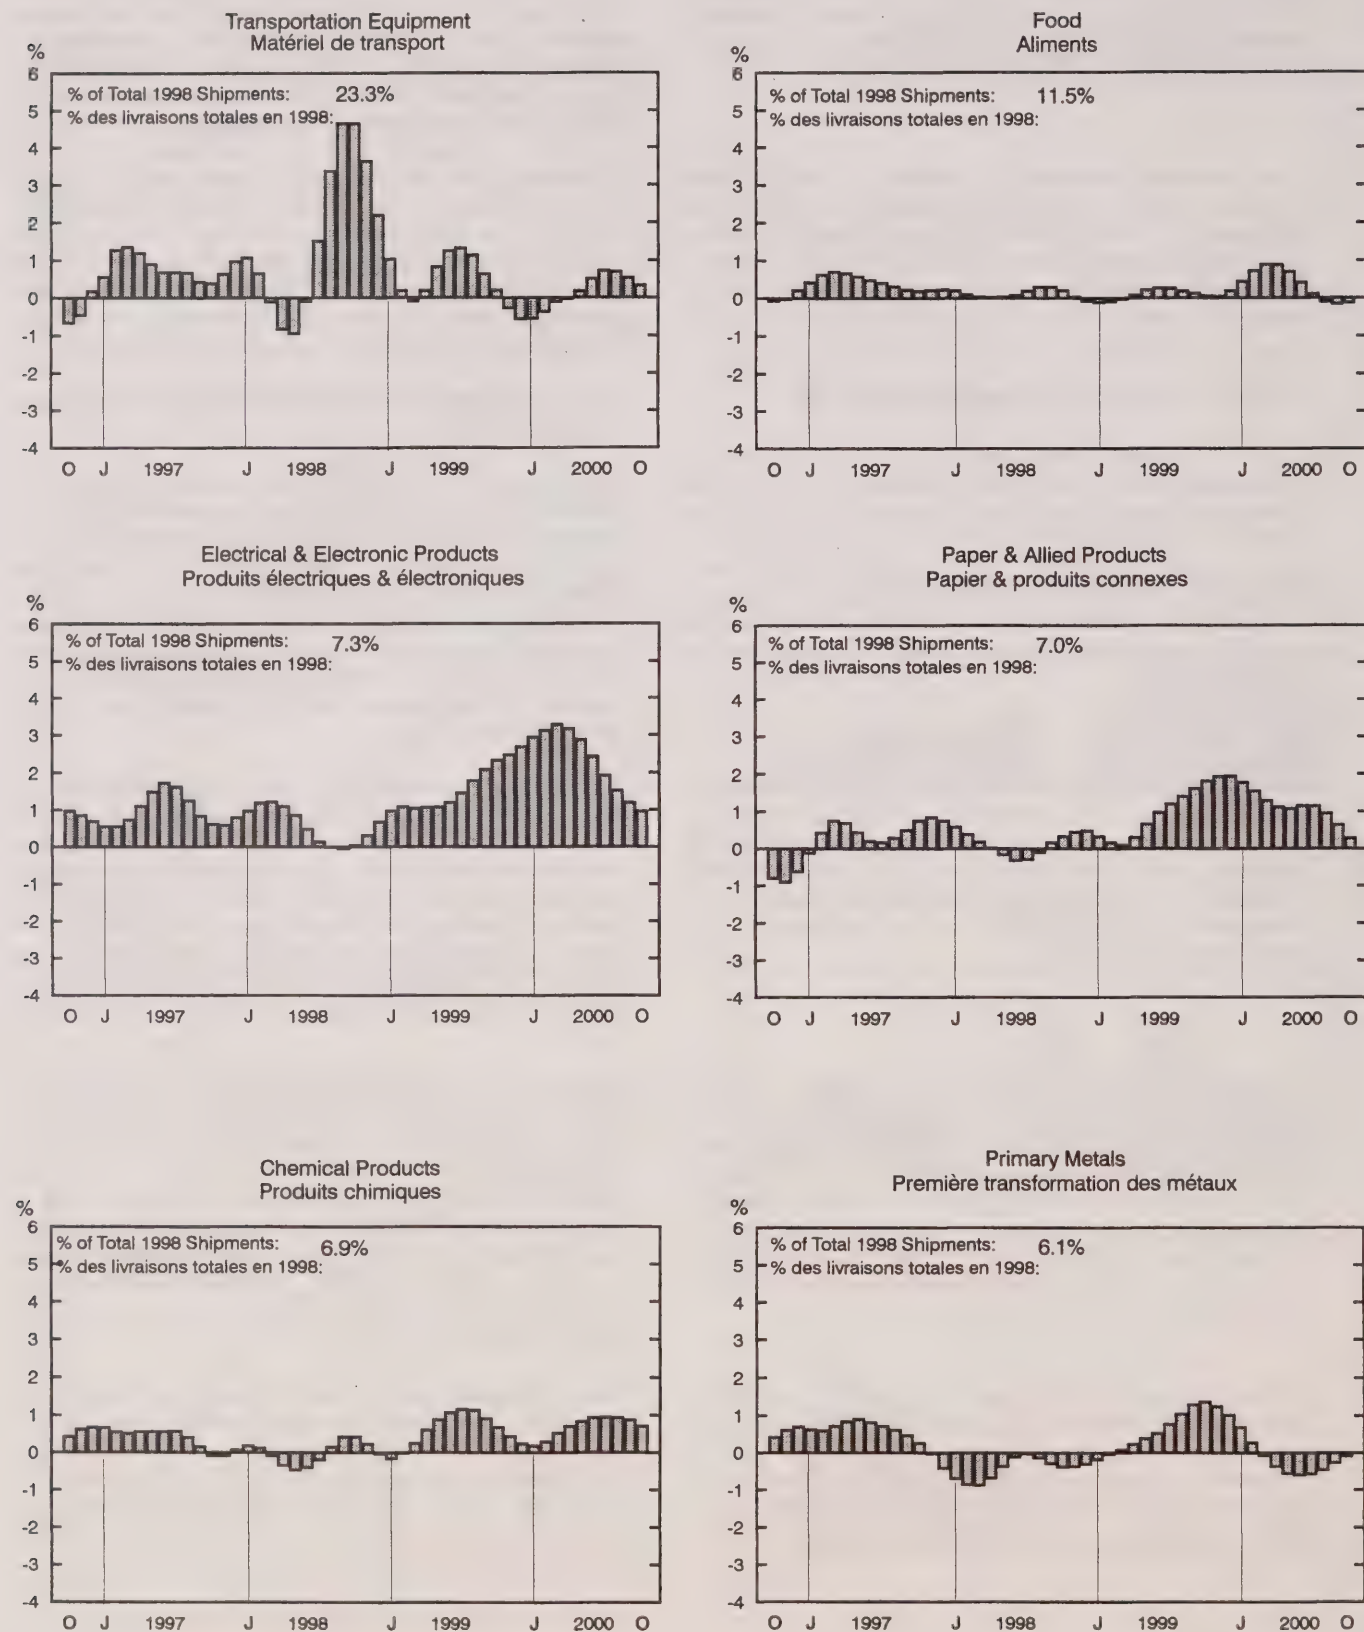 Transportation Equipment
Matériel de transport
%
% of Total 1998 Shipments: 23.3%
% des livraisons totales en 1998:
6
5
4
3
2
1
0
-1
-2
-3
-4
O J 1997 J 1998 J 1999 J 2000 O
Food
Aliments
%
% of Total 1998 Shipments: 11.5%
% des livraisons totales en 1998:
6
5
4
3
2
1
0
-1
-2
-3
-4
O J 1997 J 1998 J 1999 J 2000 O
Electrical & Electronic Products
Produits électriques & électroniques
%
% of Total 1998 Shipments: 7.3%
% des livraisons totales en 1998:
6
5
4
3
2
1
0
-1
-2
-3
-4
O J 1997 J 1998 J 1999 J 2000 O
Paper & Allied Products
Papier & produits connexes
%
% of Total 1998 Shipments: 7.0%
% des livraisons totales en 1998:
6
5
4
3
2
1
0
-1
-2
-3
-4
O J 1997 J 1998 J 1999 J 2000 O
Chemical Products
Produits chimiques
%
% of Total 1998 Shipments: 6.9%
% des livraisons totales en 1998:
6
5
4
3
2
1
0
-1
-2
-3
-4
O J 1997 J 1998 J 1999 J 2000 O
Primary Metals
Première transformation des métaux
%
% of Total 1998 Shipments: 6.1%
% des livraisons totales en 1998:
6
5
4
3
2
1
0
-1
-2
-3
-4
O J 1997 J 1998 J 1999 J 2000 O